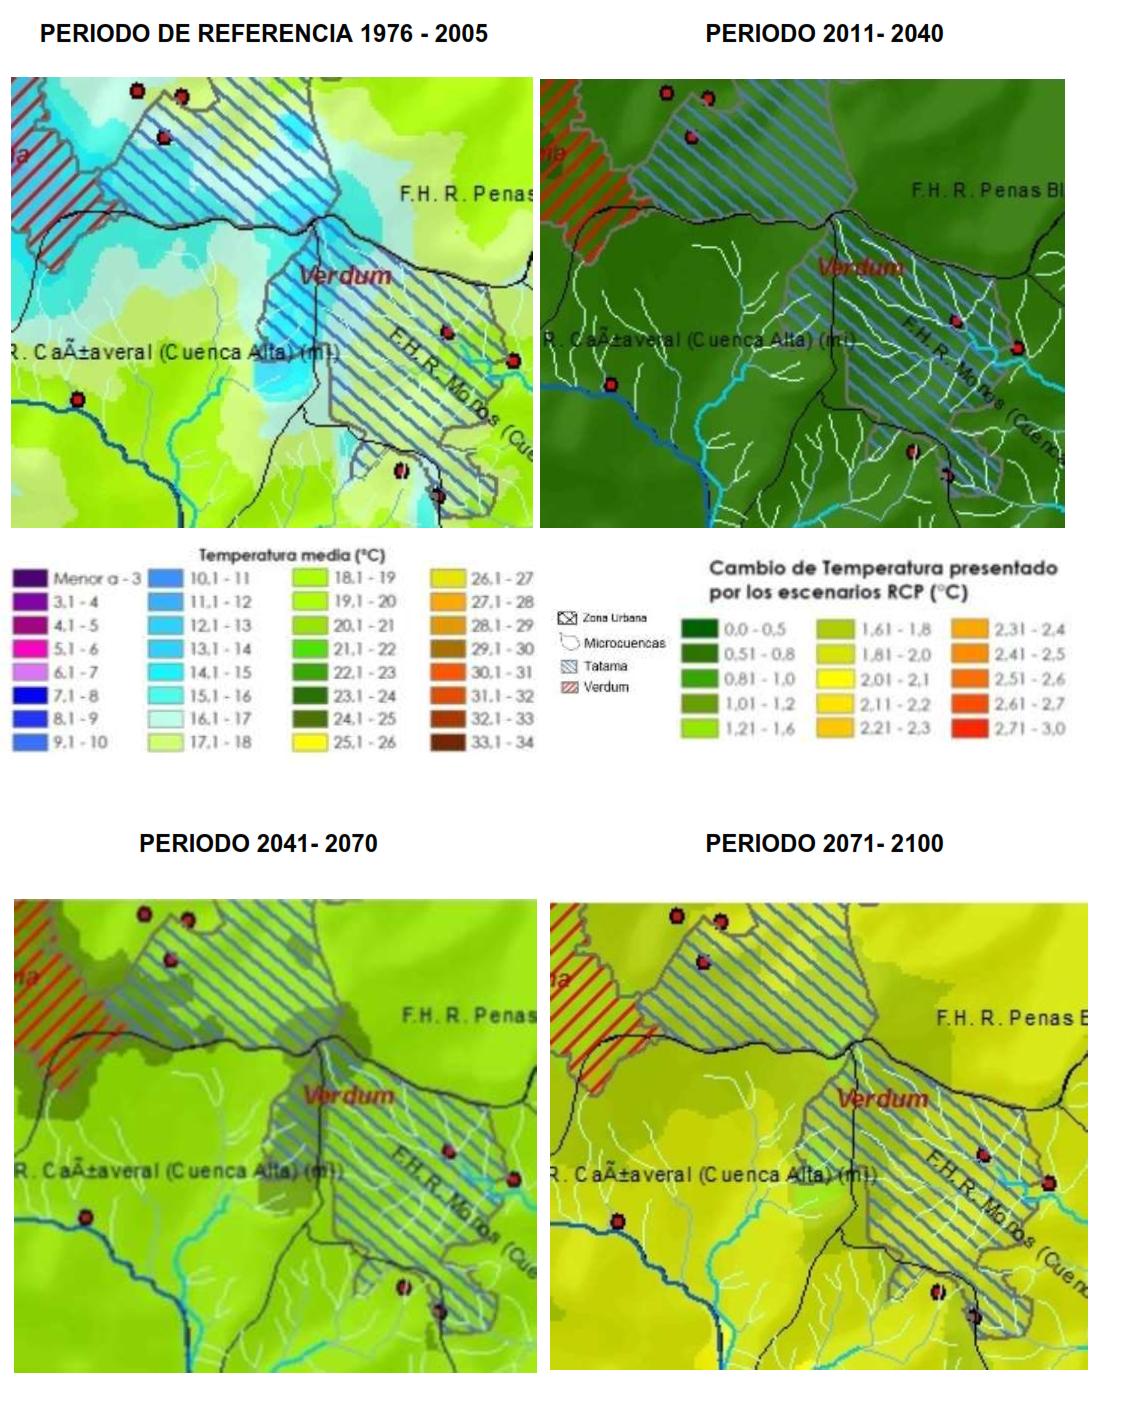 PERIODO DE REFERENCIA 1976 - 2005
PERIODO 2011- 2040
na
F.H. R. Penas
Verdum
R. CaÃ±averal (Cuenca Alta) (mi)
F.H. R. Monos (Cue
F.H. R. Penas Bl
Verdum
R. CaÃ±averal (Cuenca Alta) (mi)
F.H. R. Monos (Cuenca
Temperatura media (°C)
Menor a - 3
3,1 - 4
4,1 - 5
5,1 - 6
6,1 - 7
7,1 - 8
8,1 - 9
9,1 - 10
10,1 - 11
11,1 - 12
12,1 - 13
13,1 - 14
14,1 - 15
15,1 - 16
16,1 - 17
17,1 - 18
18,1 - 19
19,1 - 20
20,1 - 21
21,1 - 22
22,1 - 23
23,1 - 24
24,1 - 25
25,1 - 26
26,1 - 27
27,1 - 28
28,1 - 29
29,1 - 30
30,1 - 31
31,1 - 32
32,1 - 33
33,1 - 34
Zona Urbana
Microcuencas
Tatama
Verdum
Cambio de Temperatura presentado
por los escenarios RCP (°C)
0,0 - 0,5
0,51 - 0,8
0,81 - 1,0
1,01 - 1,2
1,21 - 1,6
1,61 - 1,8
1,81 - 2,0
2,01 - 2,1
2,11 - 2,2
2,21 - 2,3
2,31 - 2,4
2,41 - 2,5
2,51 - 2,6
2,61 - 2,7
2,71 - 3,0
PERIODO 2041- 2070
PERIODO 2071- 2100
na
F.H. R. Penas
Verdum
R. CaÃ±averal (Cuenca Alta) (mi)
F.H. R. Monos (Cue
na
F.H. R. Penas B
Verdum
R. CaÃ±averal (Cuenca Alta) (mi)
F.H. R. Monos (Cuenc